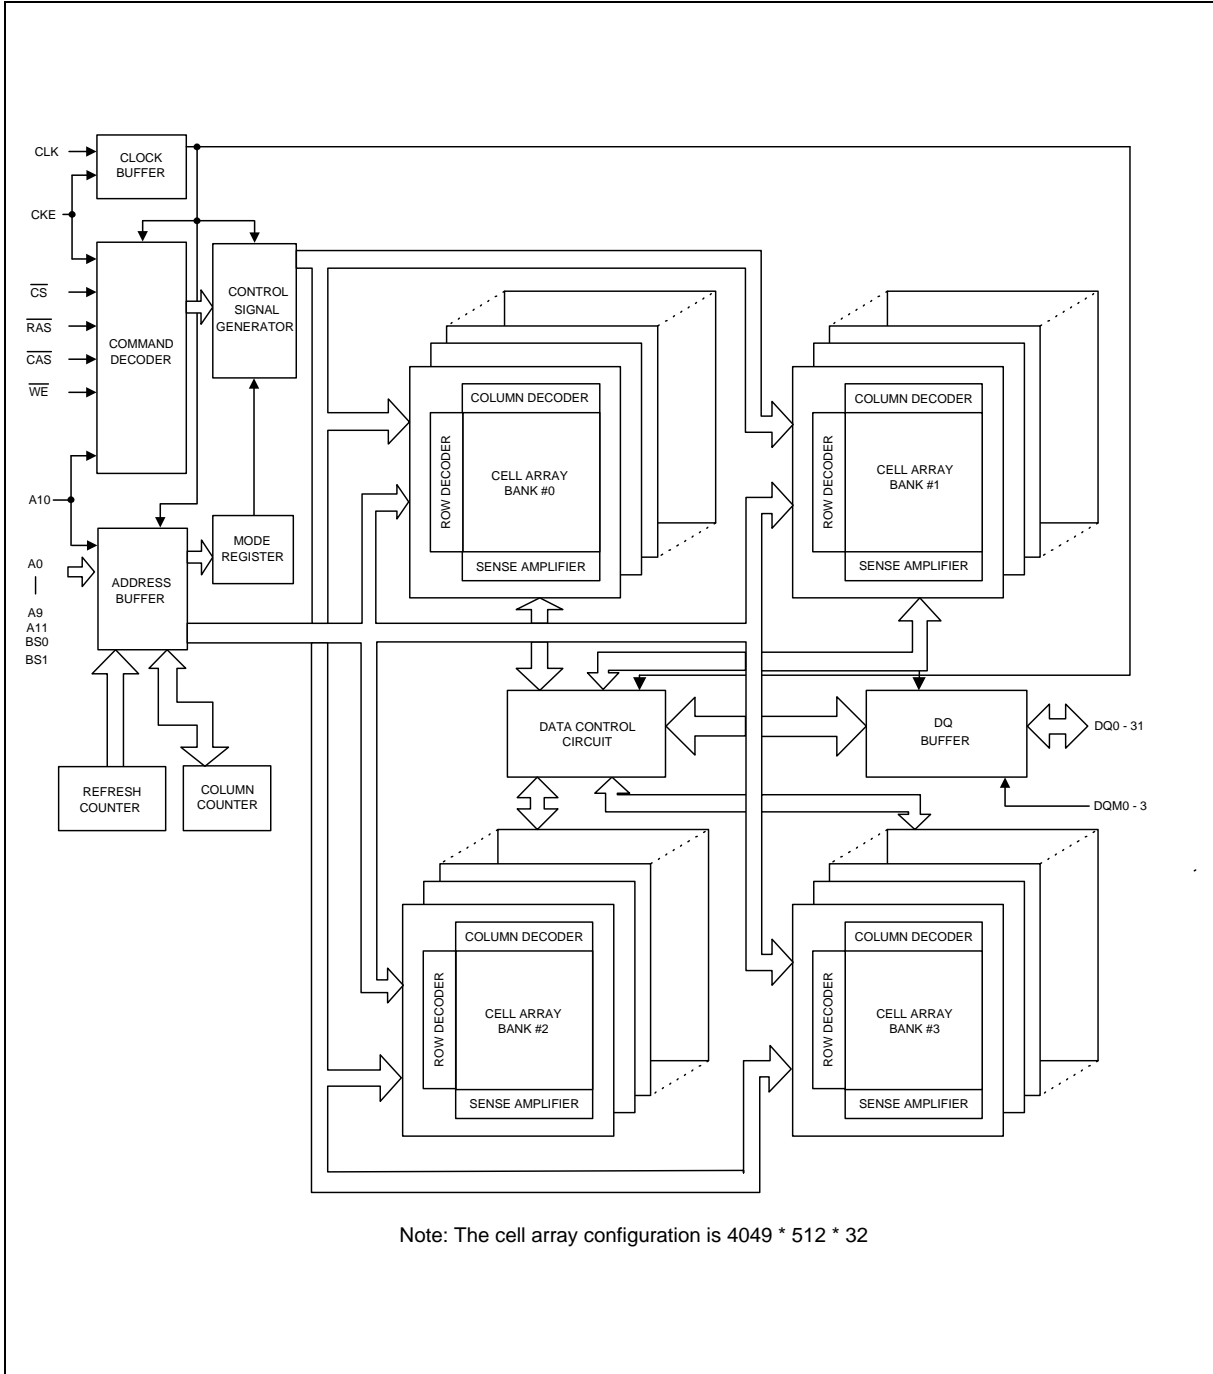 CLK
CLOCK
BUFFER
CKE
CS
RAS
CAS
WE
COMMAND
DECODER
CONTROL
SIGNAL
GENERATOR
A10
A0
A9
A11
BS0
BS1
ADDRESS
BUFFER
MODE
REGISTER
REFRESH
COUNTER
COLUMN
COUNTER
COLUMN DECODER
ROW DECODER
CELL ARRAY
BANK #0
SENSE AMPLIFIER
COLUMN DECODER
ROW DECODER
CELL ARRAY
BANK #1
SENSE AMPLIFIER
DATA CONTROL
CIRCUIT
DQ
BUFFER
DQ0 - 31
DQM0 - 3
COLUMN DECODER
ROW DECODER
CELL ARRAY
BANK #2
SENSE AMPLIFIER
COLUMN DECODER
ROW DECODER
CELL ARRAY
BANK #3
SENSE AMPLIFIER
Note: The cell array configuration is 4049 * 512 * 32